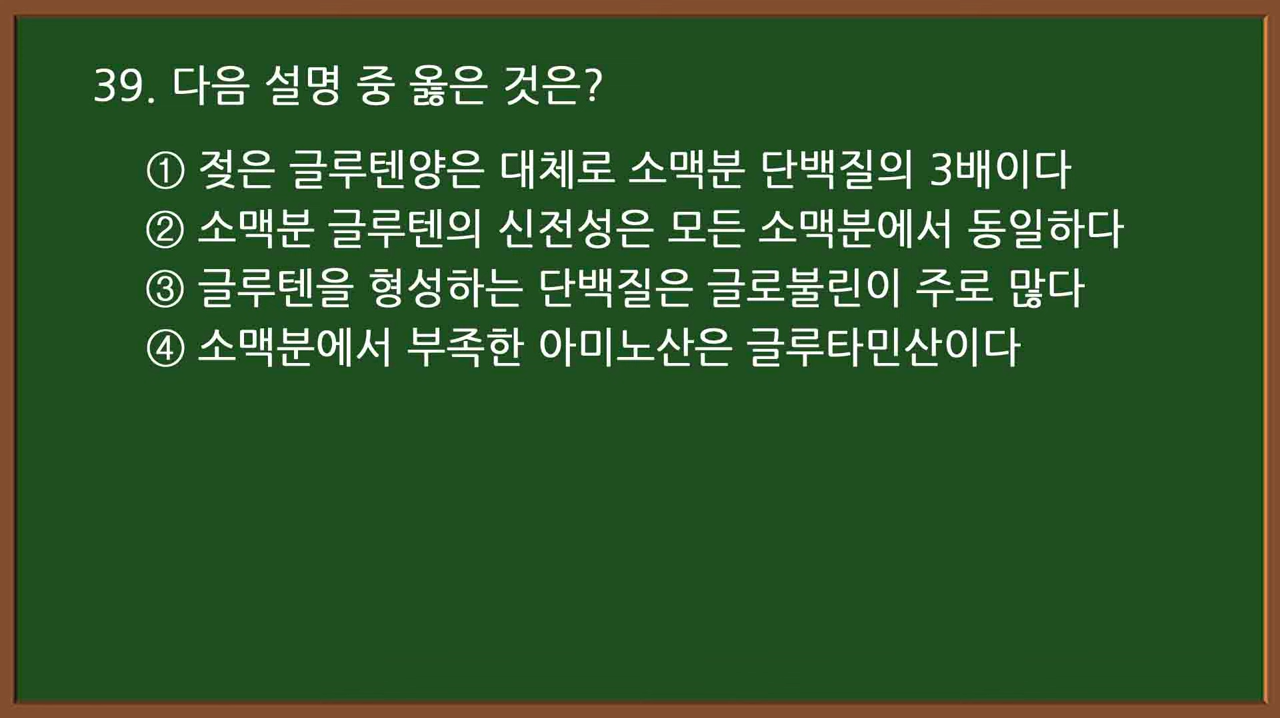 39. 다음 설명 중 옳은 것은?
① 젖은 글루텐양은 대체로 소맥분 단백질의 3배이다
② 소맥분 글루텐의 신전성은 모든 소맥분에서 동일하다
③ 글루텐을 형성하는 단백질은 글로불린이 주로 많다
④ 소맥분에서 부족한 아미노산은 글루타민산이다